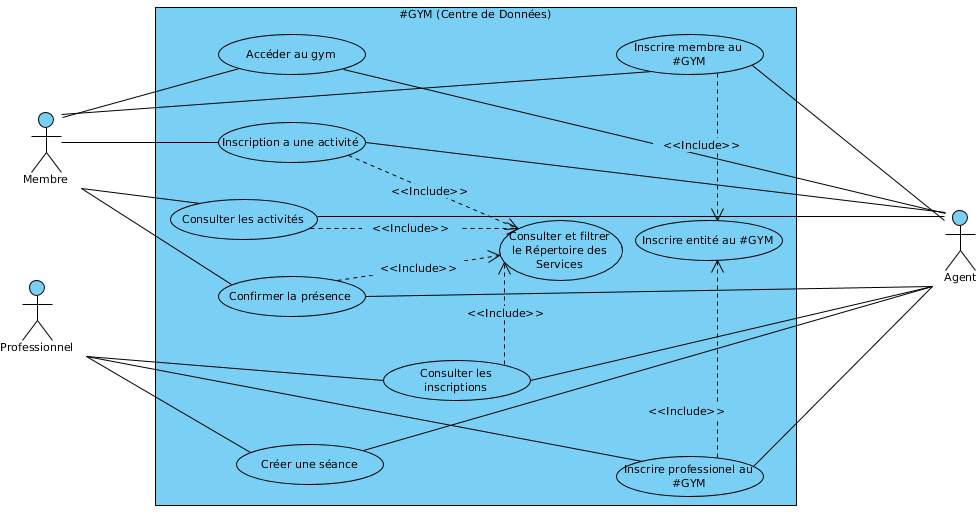 #GYM (Centre de Données)
Accéder au gym
Inscrire membre au
#GYM
Inscription a une activité
<<Include>>
Membre
<<Include>>
Consulter les activités
<<Include>>
Consulter et filtrer
le Répertoire des
Services
Inscrire entité au #GYM
<<Include>>
Agent
Confirmer la présence
<<Include>>
Professionnel
Consulter les
inscriptions
<<Include>>
Créer une séance
Inscrire professionel au
#GYM